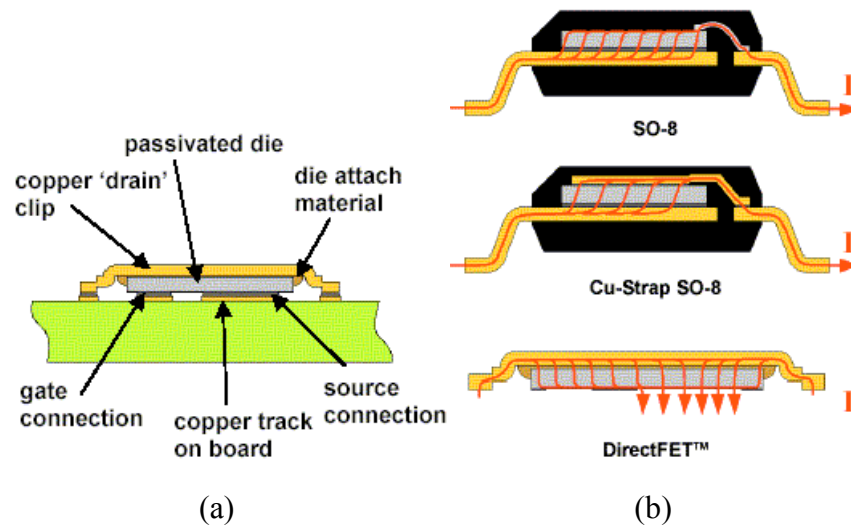 passivated die
copper ‘drain’
clip
die attach
material
gate
connection
copper track
on board
source
connection
(a)
I
SO-8
I
Cu-Strap SO-8
I
DirectFET™
(b)